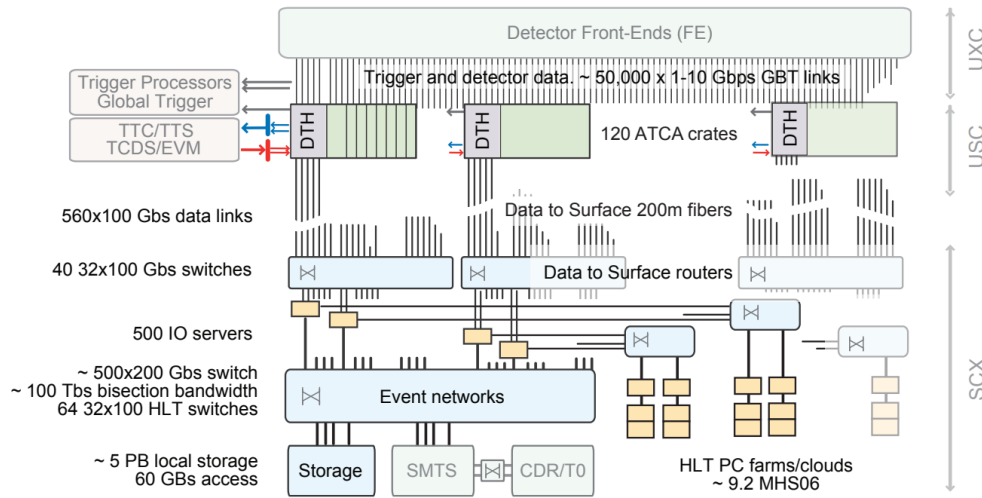 Detector Front-Ends (FE)
UXC
Trigger and detector data. ~ 50,000 x 1-10 Gbps GBT links
Trigger Processors
Global Trigger
TTC/TTS
TCDS/EVM
DTH
DTH
120 ATCA crates
DTH
USC
560x100 Gbs data links
Data to Surface 200m fibers
40 32x100 Gbs switches
Data to Surface routers
500 IO servers
~ 500x200 Gbs switch
~ 100 Tbs bisection bandwidth
64 32x100 HLT switches
Event networks
SCX
~ 5 PB local storage
60 GBs access
Storage
SMTS
CDR/T0
HLT PC farms/clouds
~ 9.2 MHS06